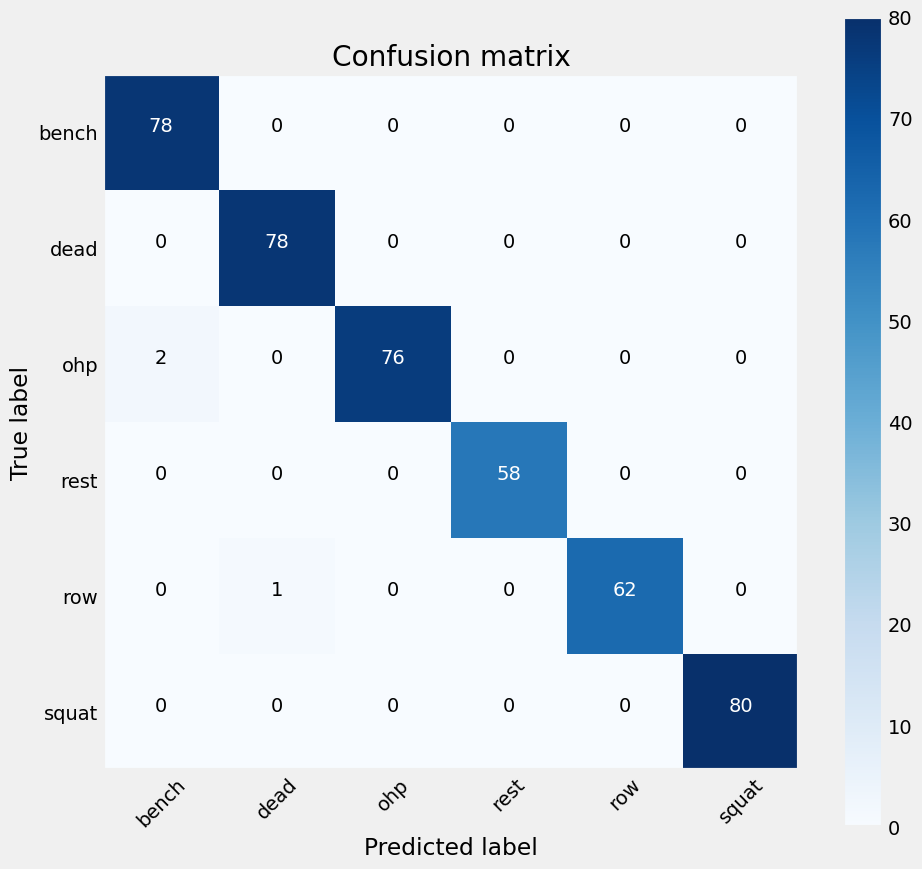 Confusion matrix
bench 78 0 0 0 0 0
dead 0 78 0 0 0 0
ohp 2 0 76 0 0 0
rest 0 0 0 58 0 0
row 0 1 0 0 62 0
squat 0 0 0 0 0 80
bench dead ohp rest row squat
True label
Predicted label
80
70
60
50
40
30
20
10
0